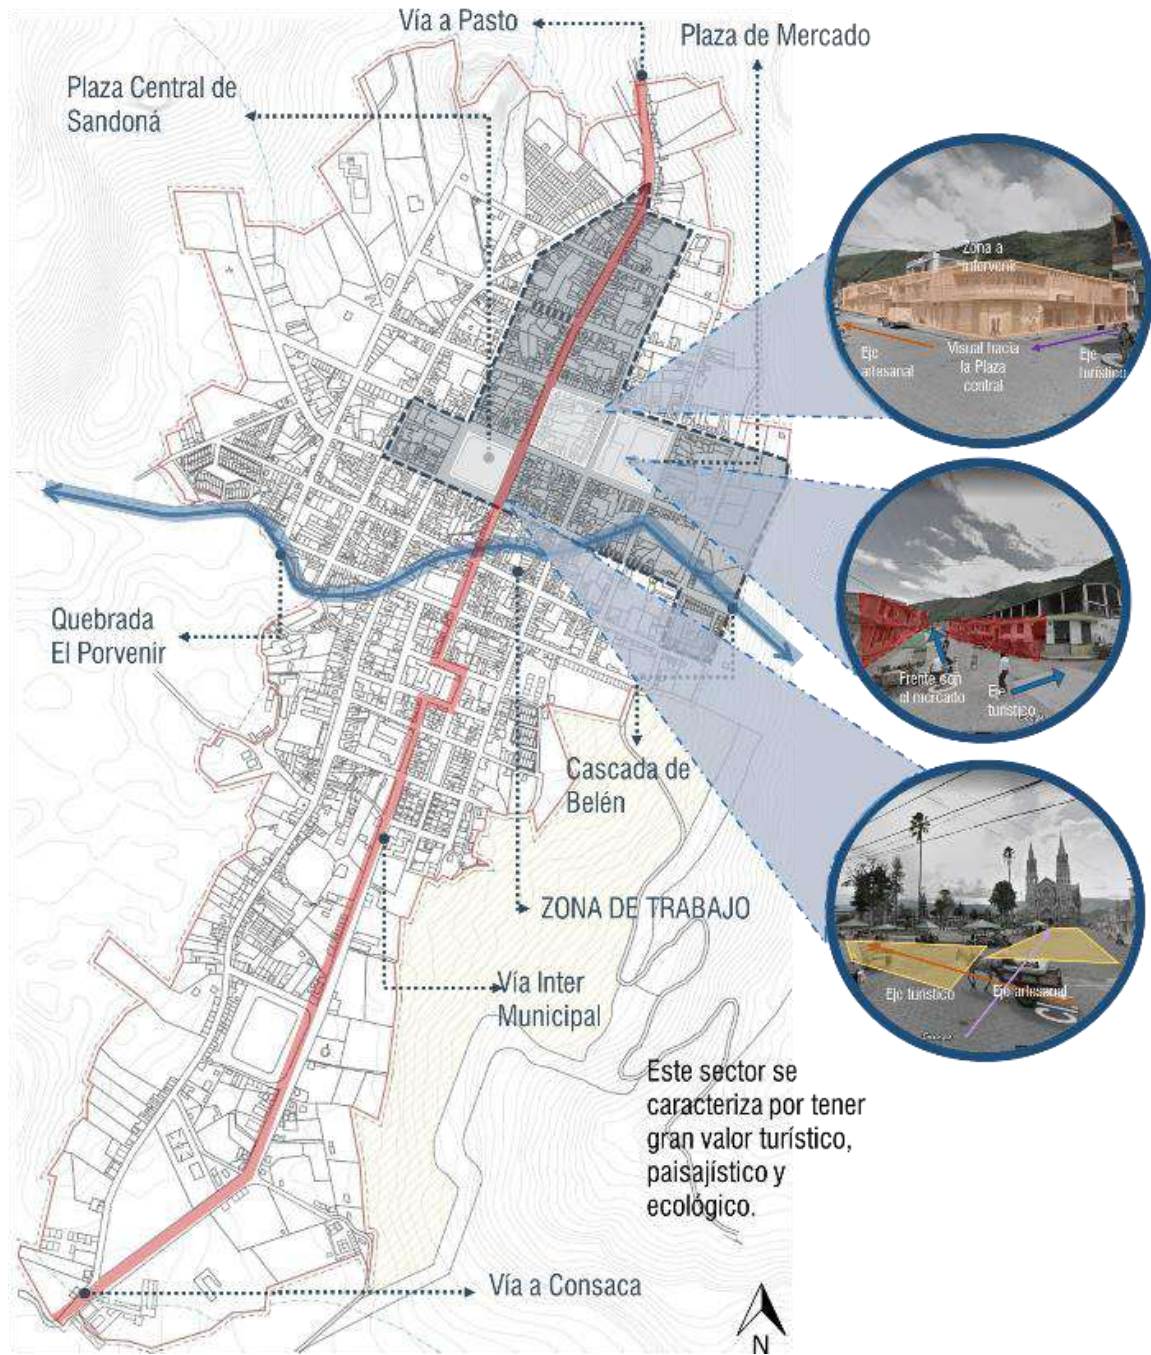 Vía a Pasto
Plaza de Mercado
Plaza Central de
Sandoná
Zona a
intervenir
Eje
artesanal
Visual hacia
la Plaza
central
Eje
turístico
Quebrada
El Porvenir
Frente con
el mercado
Eje
turístico
Cascada de
Belén
ZONA DE TRABAJO
Eje turístico
Eje artesanal
Vía Inter
Municipal
Este sector se
caracteriza por tener
gran valor turístico,
paisajístico y
ecológico.
Vía a Consaca
N